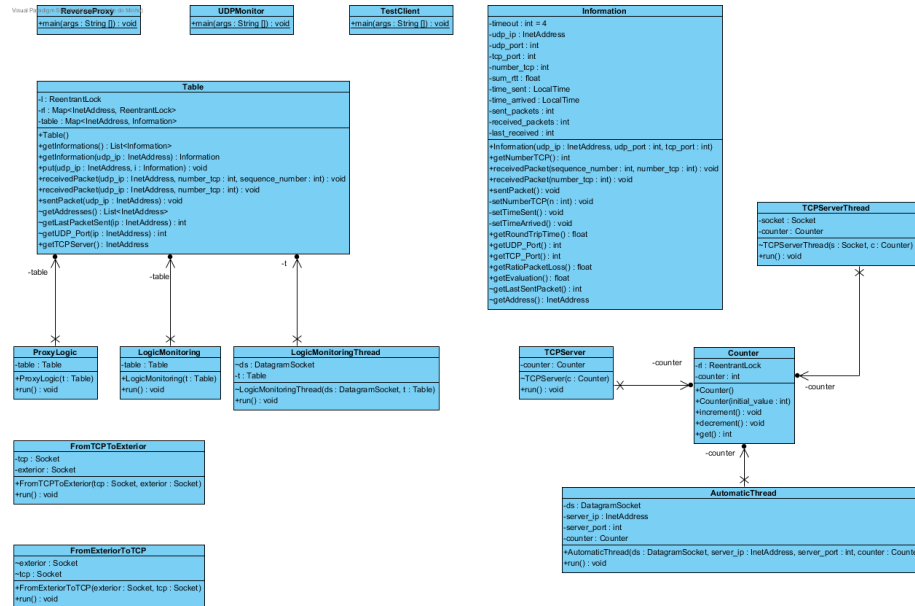 Visual Paradigm
ReverseProxy
+main(args : String []) : void
UDPMonitor
+main(args : String []) : void
TestClient
+main(args : String []) : void
Information
-timeout : int = 4
-udp_ip : InetAddress
-udp_port : int
-tcp_port : int
-number_tcp : int
-sum_rtt : float
-time_sent : LocalTime
-time_arrived : LocalTime
-sent_packets : int
-received_packets : int
-last_received : int
+Information(udp_ip : InetAddress, udp_port : int, tcp_port : int)
+getNumberTCP() : int
+receivedPacket(sequence_number : int, number_tcp : int) : void
+receivedPacket(number_tcp : int) : void
+sentPacket() : void
-setNumberTCP(n : int) : void
-setTimeSent() : void
-setTimeArrived() : void
+getRoundTripTime() : float
+getUDP_Port() : int
+getTCP_Port() : int
+getRatioPacketLoss() : float
+getEvaluation() : float
~getLastSentPacket() : int
~getAddress() : InetAddress
Table
-l : ReentrantLock
-rl : Map<InetAddress, ReentrantLock>
-table : Map<InetAddress, Information>
+Table()
+getInformations() : List<Information>
+getInformation(udp_ip : InetAddress) : Information
+put(udp_ip : InetAddress, i : Information) : void
+receivedPacket(udp_ip : InetAddress, number_tcp : int, sequence_number : int) : void
+receivedPacket(udp_ip : InetAddress, number_tcp : int) : void
+sentPacket(udp_ip : InetAddress) : void
~getAddresses() : List<InetAddress>
~getLastPacketSent(ip : InetAddress) : int
~getUDP_Port(ip : InetAddress) : int
+getTCPServer() : InetAddress
TCPServerThread
-socket : Socket
-counter : Counter
~TCPServerThread(s : Socket, c : Counter)
+run() : void
-table
-table
-t
ProxyLogic
-table : Table
+ProxyLogic(t : Table)
+run() : void
LogicMonitoring
-table : Table
+LogicMonitoring(t : Table)
+run() : void
LogicMonitoringThread
~ds : DatagramSocket
-t : Table
~LogicMonitoringThread(ds : DatagramSocket, t : Table)
+run() : void
TCPServer
-counter : Counter
~TCPServer(c : Counter)
+run() : void
-counter
Counter
-rl : ReentrantLock
-counter : int
+Counter()
+Counter(initial_value : int)
+increment() : void
+decrement() : void
+get() : int
-counter
-counter
FromTCPToExterior
-tcp : Socket
-exterior : Socket
+FromTCPToExterior(tcp : Socket, exterior : Socket)
+run() : void
AutomaticThread
-ds : DatagramSocket
-server_ip : InetAddress
-server_port : int
-counter : Counter
+AutomaticThread(ds : DatagramSocket, server_ip : InetAddress, server_port : int, counter : Counte
+run() : void
FromExteriorToTCP
~exterior : Socket
~tcp : Socket
+FromExteriorToTCP(exterior : Socket, tcp : Socket)
+run() : void